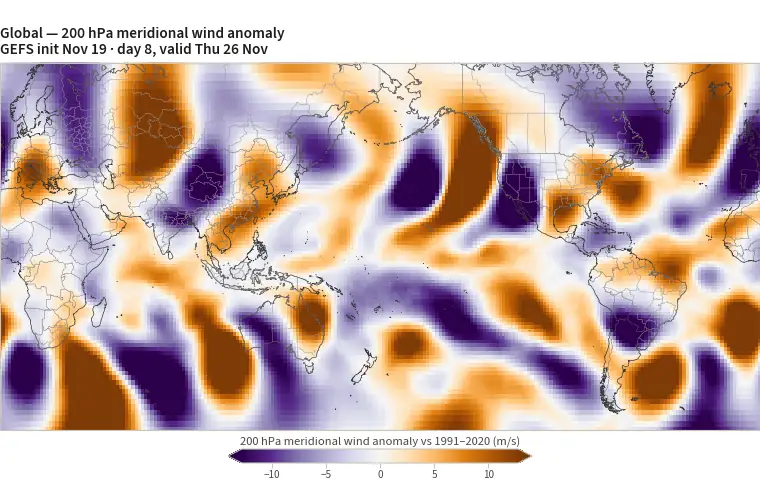 Global — 200 hPa meridional wind anomaly
GEFS init Nov 19 · day 8, valid Thu 26 Nov
200 hPa meridional wind anomaly vs 1991–2020 (m/s)
−10 −5 0 5 10